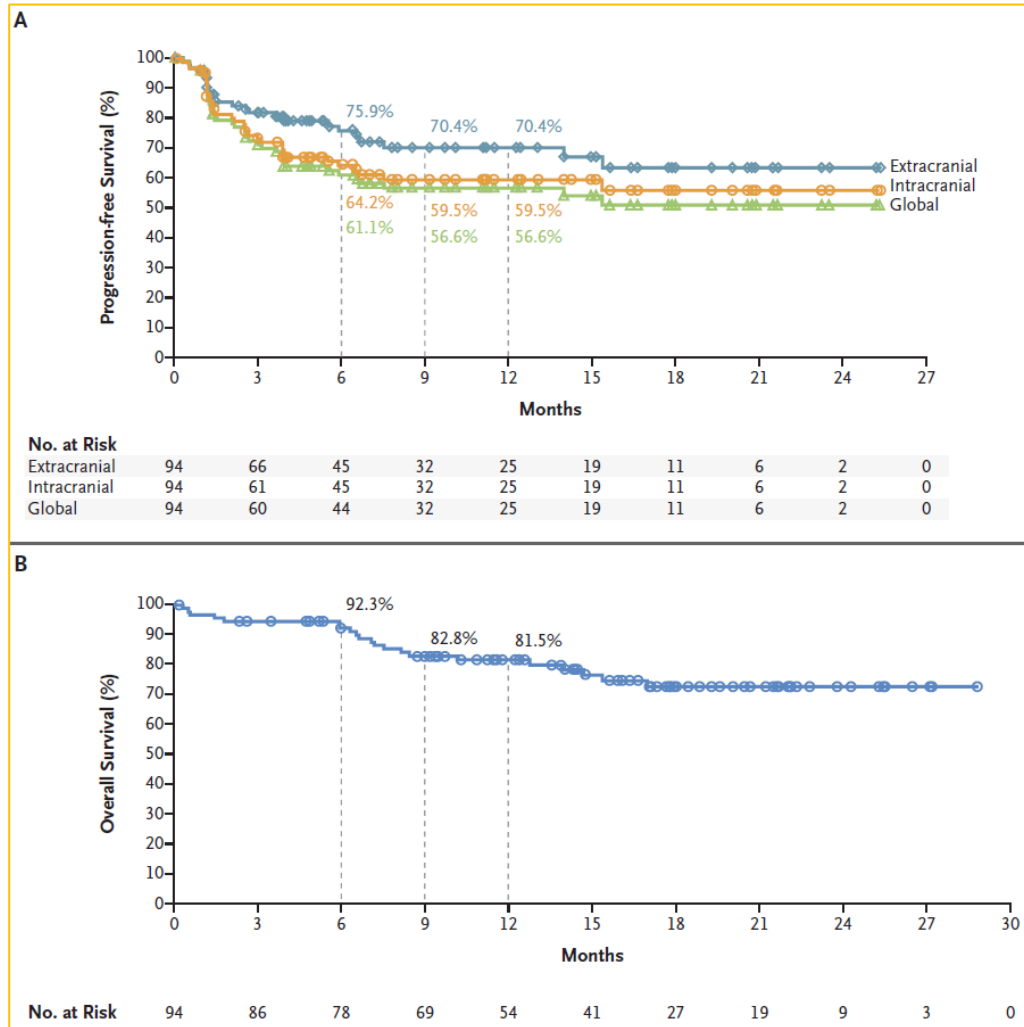 A
Progression-free Survival (%)
100
90
80
70
60
50
40
30
20
10
0
75.9%
70.4%
70.4%
64.2%
59.5%
59.5%
61.1%
56.6%
56.6%
Extracranial
Intracranial
Global
0 3 6 9 12 15 18 21 24 27
Months
No. at Risk
Extracranial 94 66 45 32 25 19 11 6 2 0
Intracranial 94 61 45 32 25 19 11 6 2 0
Global 94 60 44 32 25 19 11 6 2 0
B
Overall Survival (%)
100
90
80
70
60
50
40
30
20
10
0
92.3%
82.8%
81.5%
0 3 6 9 12 15 18 21 24 27 30
Months
No. at Risk 94 86 78 69 54 41 27 19 9 3 0